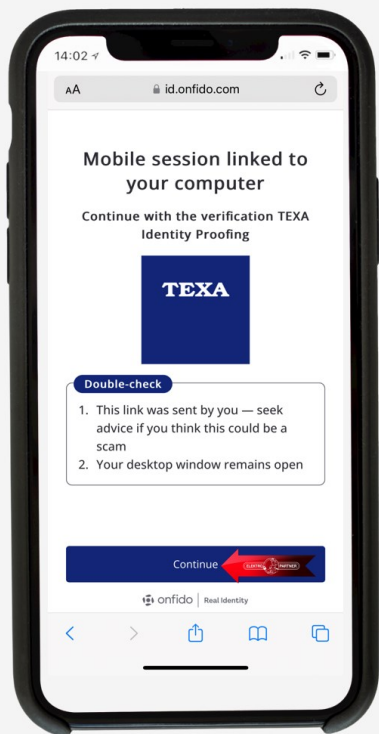 14:02
AA id.onfido.com
Mobile session linked to
your computer
Continue with the verification TEXA
Identity Proofing
TEXA
Double-check
1. This link was sent by you — seek
advice if you think this could be a
scam
2. Your desktop window remains open
Continue
ELEKTRO PARTNER
onfido | Real Identity